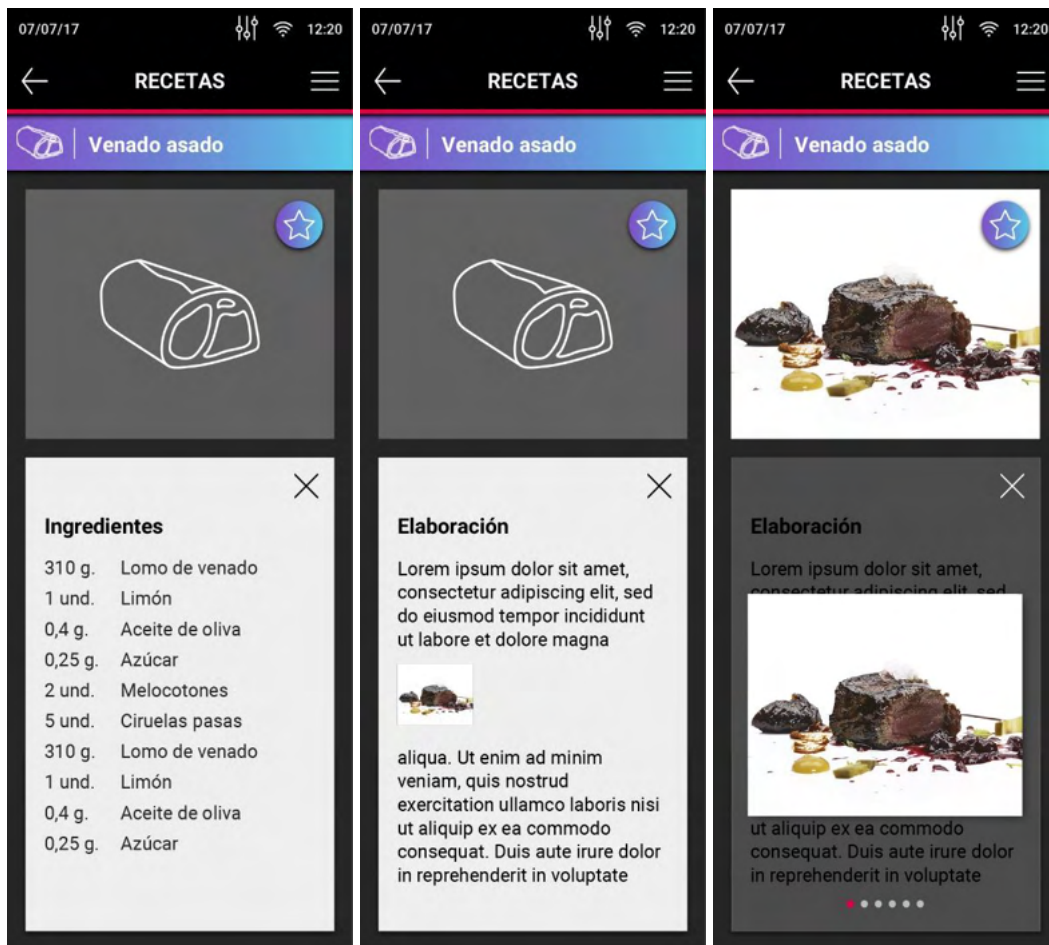 07/07/17 12:20
RECETAS
Venado asado
Ingredientes
310 g. Lomo de venado
1 und. Limón
0,4 g. Aceite de oliva
0,25 g. Azúcar
2 und. Melocotones
5 und. Ciruelas pasas
310 g. Lomo de venado
1 und. Limón
0,4 g. Aceite de oliva
0,25 g. Azúcar
07/07/17 12:20
RECETAS
Venado asado
Elaboración
Lorem ipsum dolor sit amet,
consectetur adipiscing elit, sed
do eiusmod tempor incididunt
ut labore et dolore magna
aliqua. Ut enim ad minim
veniam, quis nostrud
exercitation ullamco laboris nisi
ut aliquip ex ea commodo
consequat. Duis aute irure dolor
in reprehenderit in voluptate
07/07/17 12:20
RECETAS
Venado asado
Elaboración
Lorem ipsum dolor sit amet,
consectetur adipiscing elit, sed
ut aliquip ex ea commodo
consequat. Duis aute irure dolor
in reprehenderit in voluptate